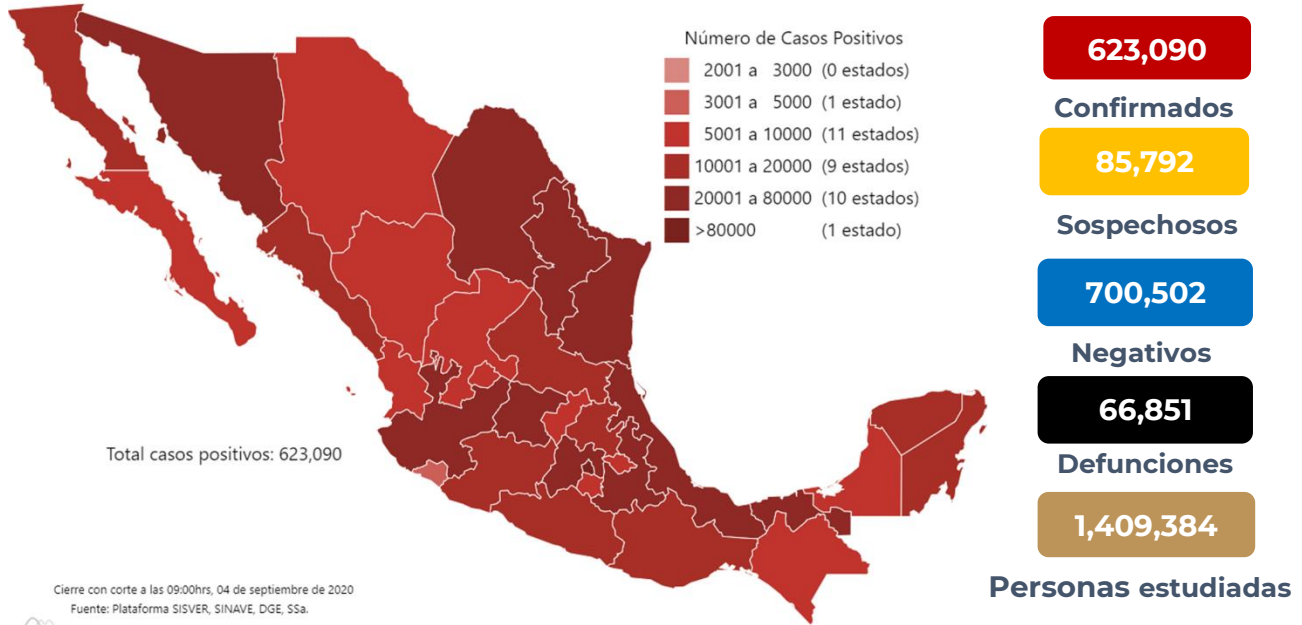 Número de Casos Positivos
2001 a 3000 (0 estados)
3001 a 5000 (1 estado)
5001 a 10000 (11 estados)
10001 a 20000 (9 estados)
20001 a 80000 (10 estados)
>80000 (1 estado)
Total casos positivos: 623,090
Cierre con corte a las 09:00hrs, 04 de septiembre de 2020
Fuente: Plataforma SISVER, SINAVE, DGE, SSa.
623,090
Confirmados
85,792
Sospechosos
700,502
Negativos
66,851
Defunciones
1,409,384
Personas estudiadas